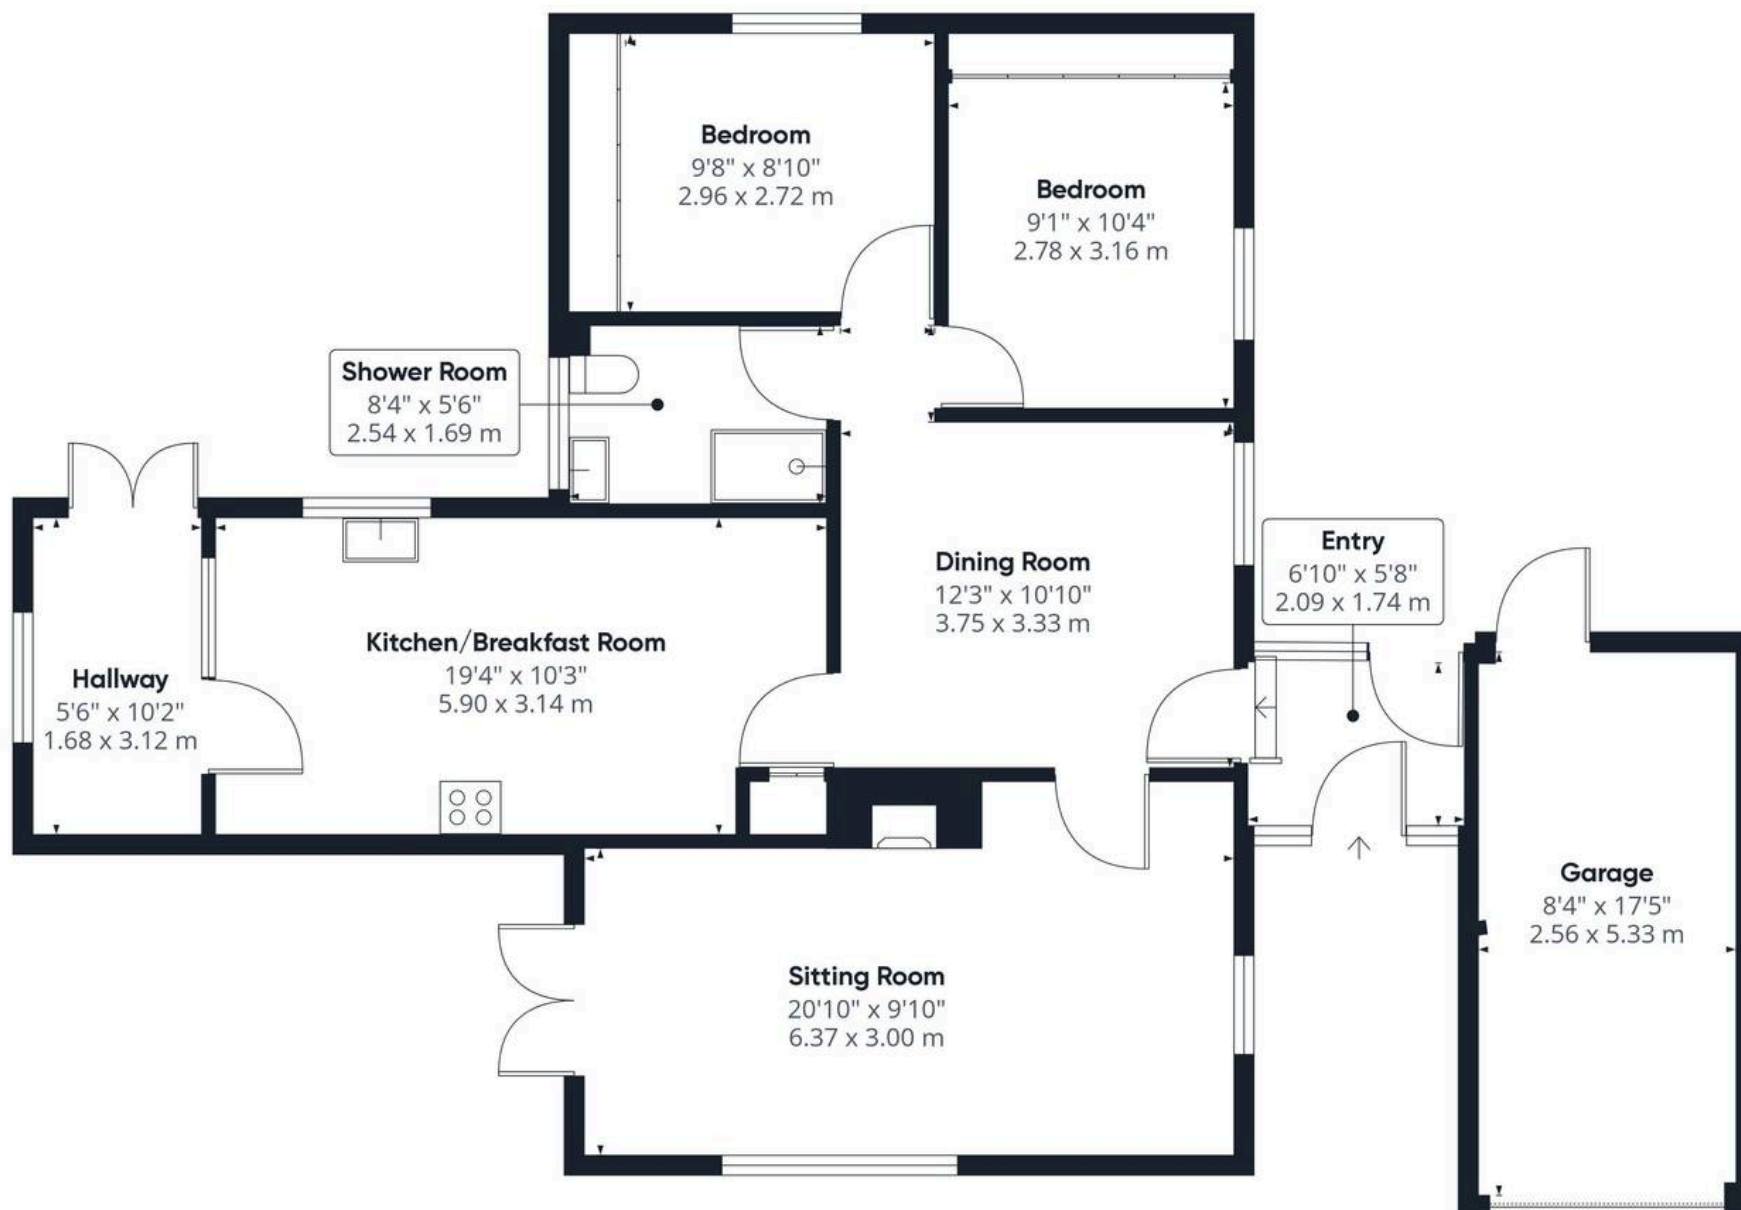 Bedroom
9'8" x 8'10"
2.96 x 2.72 m
Bedroom
9'1" x 10'4"
2.78 x 3.16 m
Shower Room
8'4" x 5'6"
2.54 x 1.69 m
Dining Room
12'3" x 10'10"
3.75 x 3.33 m
Entry
6'10" x 5'8"
2.09 x 1.74 m
Kitchen/Breakfast Room
19'4" x 10'3"
5.90 x 3.14 m
Hallway
5'6" x 10'2"
1.68 x 3.12 m
Garage
8'4" x 17'5"
2.56 x 5.33 m
Sitting Room
20'10" x 9'10"
6.37 x 3.00 m